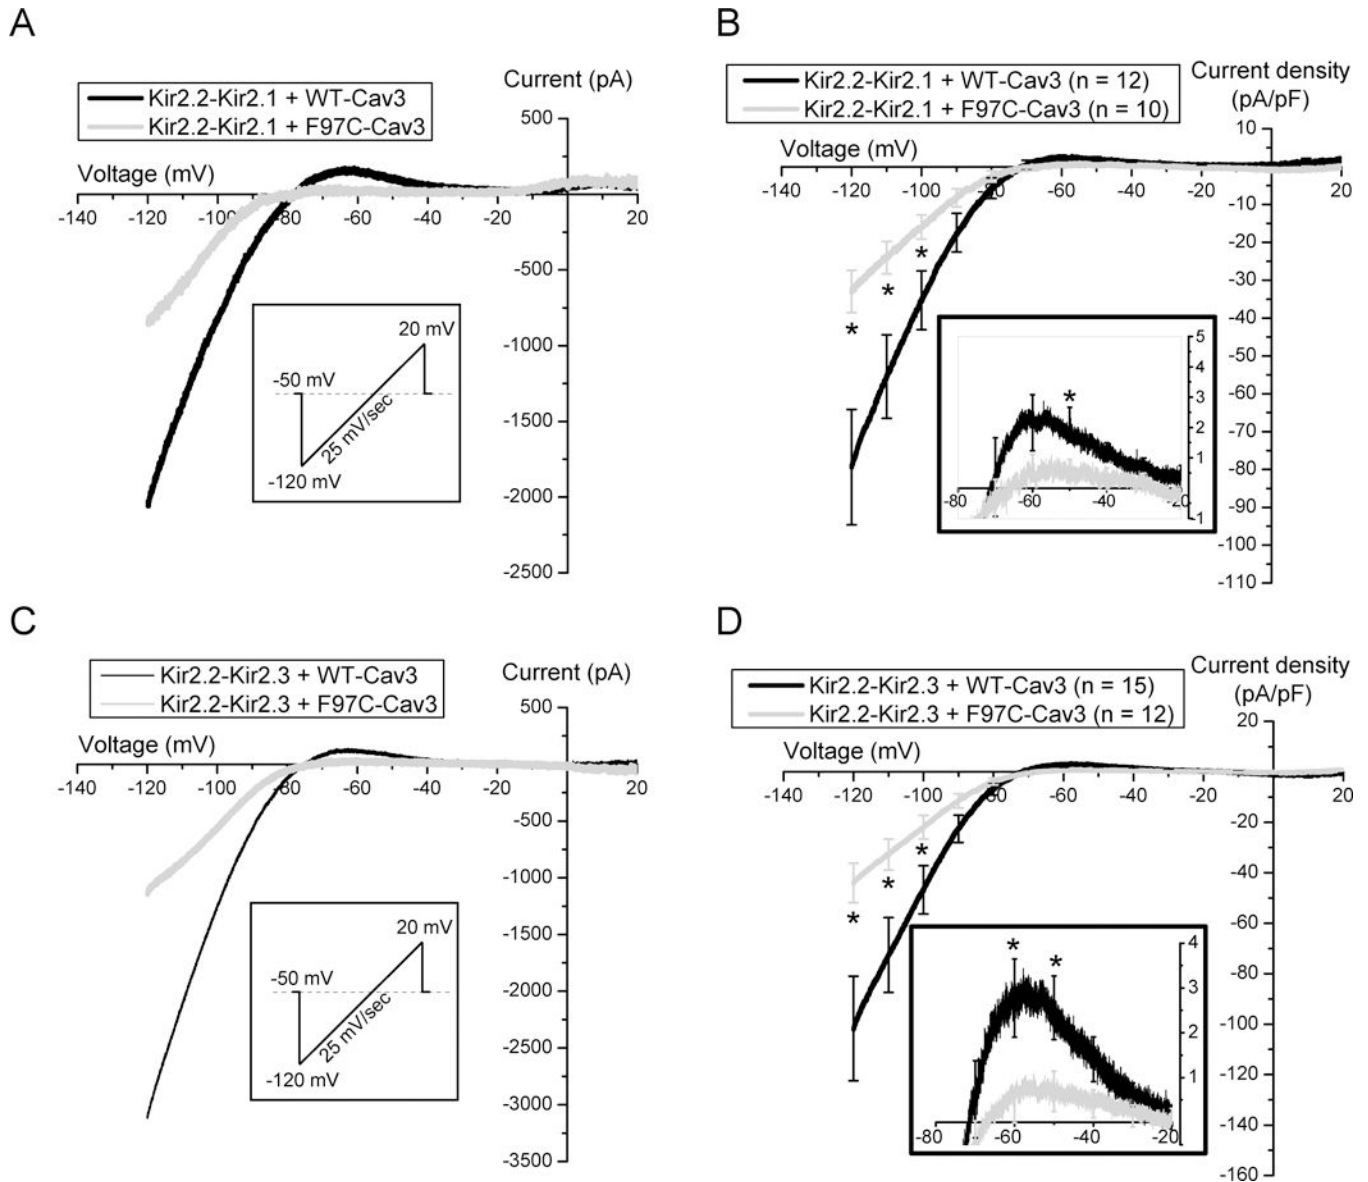 A
Kir2.2-Kir2.1 + WT-Cav3
Kir2.2-Kir2.1 + F97C-Cav3
Current (pA)
Voltage (mV)
500
-140 -120 -100 -80 -60 -40 -20 20
-500
-1000
-1500
-2000
-2500
20 mV
-50 mV
25 mV/sec
-120 mV
B
Kir2.2-Kir2.1 + WT-Cav3 (n = 12)
Kir2.2-Kir2.1 + F97C-Cav3 (n = 10)
Current density
(pA/pF)
Voltage (mV)
10
-140 -120 -100 -80 -60 -40 -20 20
-10
-20
-30
-40
-50
-60
-70
-80
-90
-100
-110
* * *
*
5
4
3
2
1
-80 -60 -40 -20
-1
C
Kir2.2-Kir2.3 + WT-Cav3
Kir2.2-Kir2.3 + F97C-Cav3
Current (pA)
Voltage (mV)
500
-140 -120 -100 -80 -60 -40 -20 20
-500
-1000
-1500
-2000
-2500
-3000
-3500
20 mV
-50 mV
25 mV/sec
-120 mV
D
Kir2.2-Kir2.3 + WT-Cav3 (n = 15)
Kir2.2-Kir2.3 + F97C-Cav3 (n = 12)
Current density
(pA/pF)
Voltage (mV)
20
-140 -120 -100 -80 -60 -40 -20 20
-20
-40
-60
-80
-100
-120
-140
-160
* * *
* *
4
3
2
1
-80 -60 -40 -20